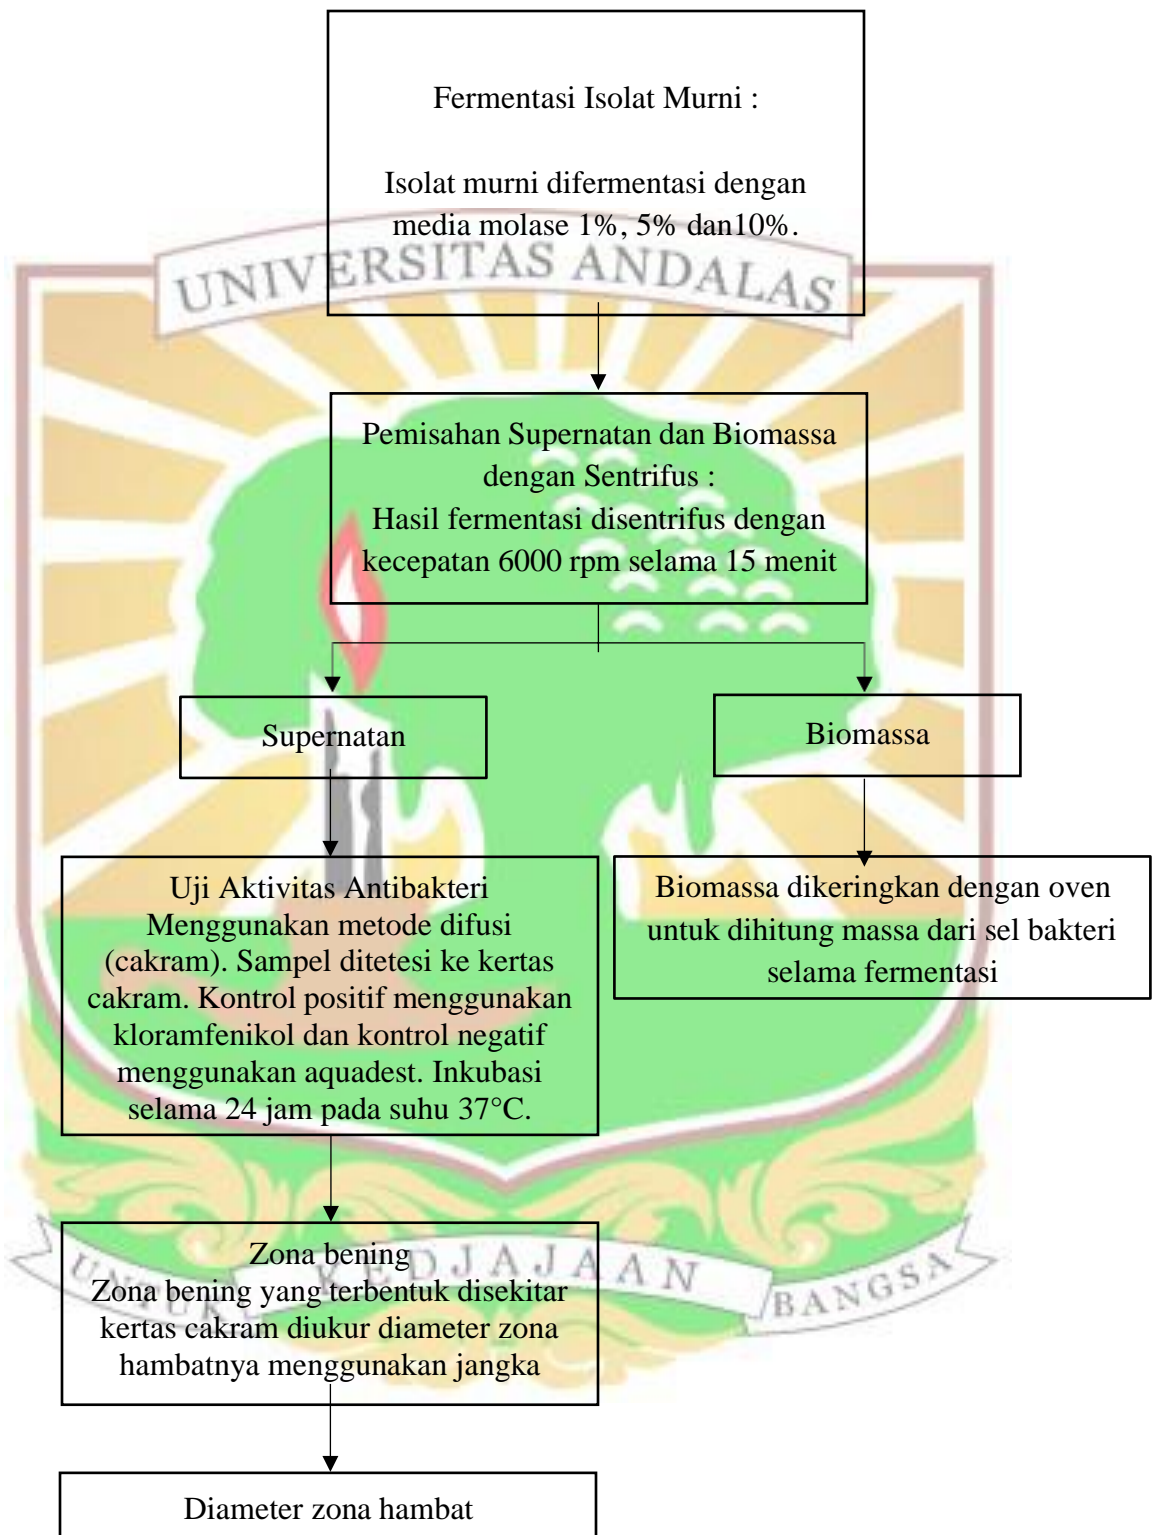 Fermentasi Isolat Murni :
Isolat murni difermentasi dengan
media molase 1%, 5% dan10%.
UNIVERSITAS ANDALAS
Pemisahan Supernatan dan Biomassa
dengan Sentrifus :
Hasil fermentasi disentrifus dengan
kecepatan 6000 rpm selama 15 menit
Supernatan
Biomassa
Uji Aktivitas Antibakteri
Menggunakan metode difusi
(cakram). Sampel ditetesi ke kertas
cakram. Kontrol positif menggunakan
kloramfenikol dan kontrol negatif
menggunakan aquadest. Inkubasi
selama 24 jam pada suhu 37°C.
Biomassa dikeringkan dengan oven
untuk dihitung massa dari sel bakteri
selama fermentasi
Zona bening
Zona bening yang terbentuk disekitar
kertas cakram diukur diameter zona
hambatnya menggunakan jangka
UNTUK KEDJAJAAN BANGSA
Diameter zona hambat